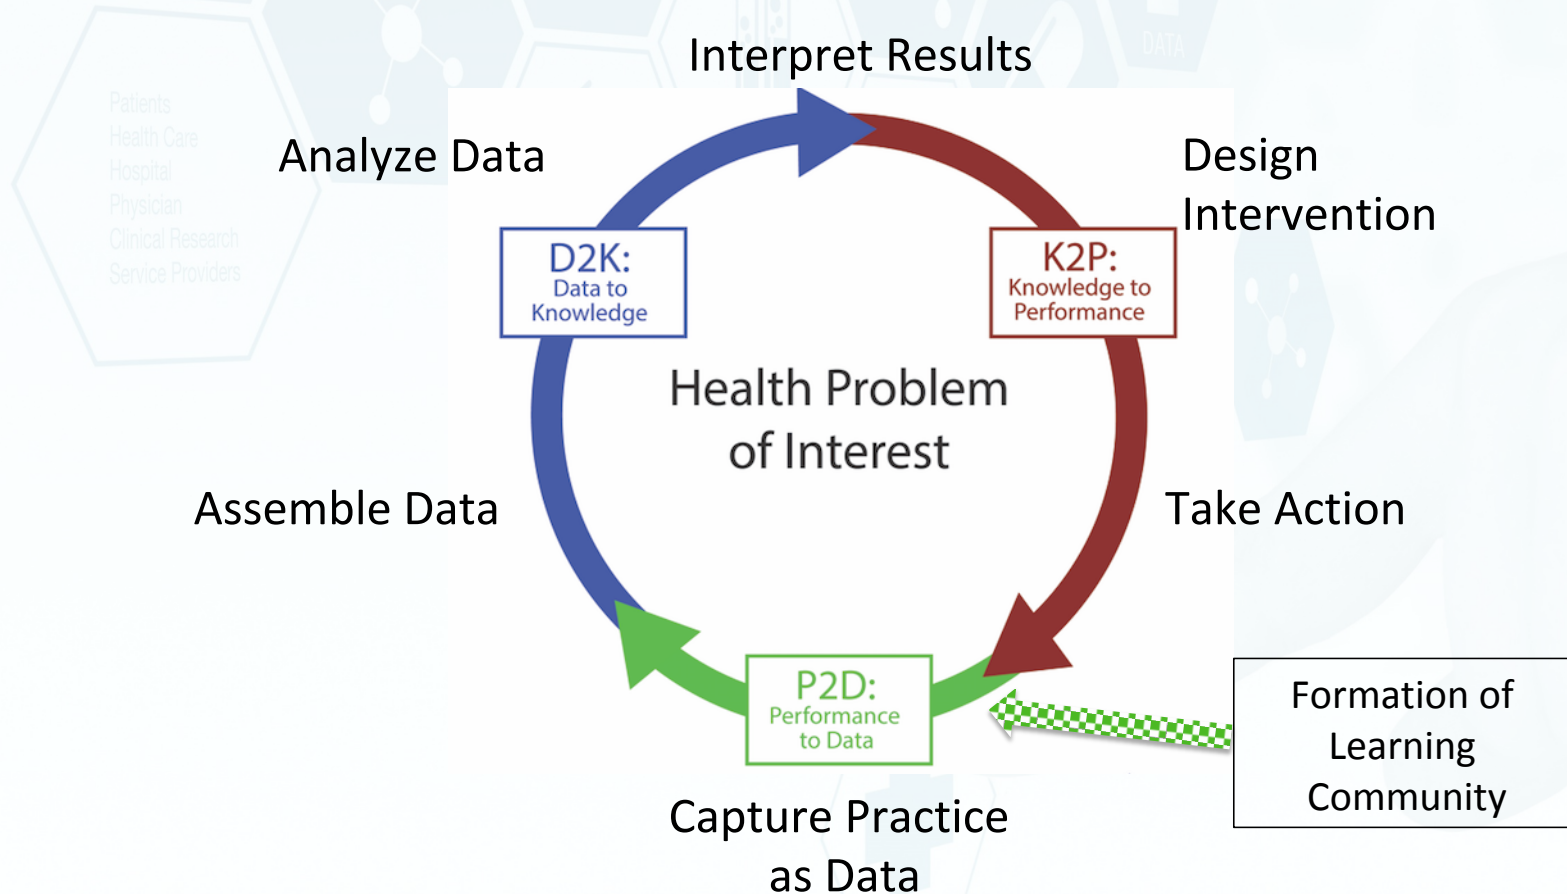 Interpret Results
DATA
Patients
Health Care
Hospital
Physician
Clinical Research
Service Providers
Analyze Data
Design
Intervention
D2K:
Data to
Knowledge
K2P:
Knowledge to
Performance
Health Problem
of Interest
Assemble Data
Take Action
P2D:
Performance
to Data
Formation of
Learning
Community
Capture Practice
as Data